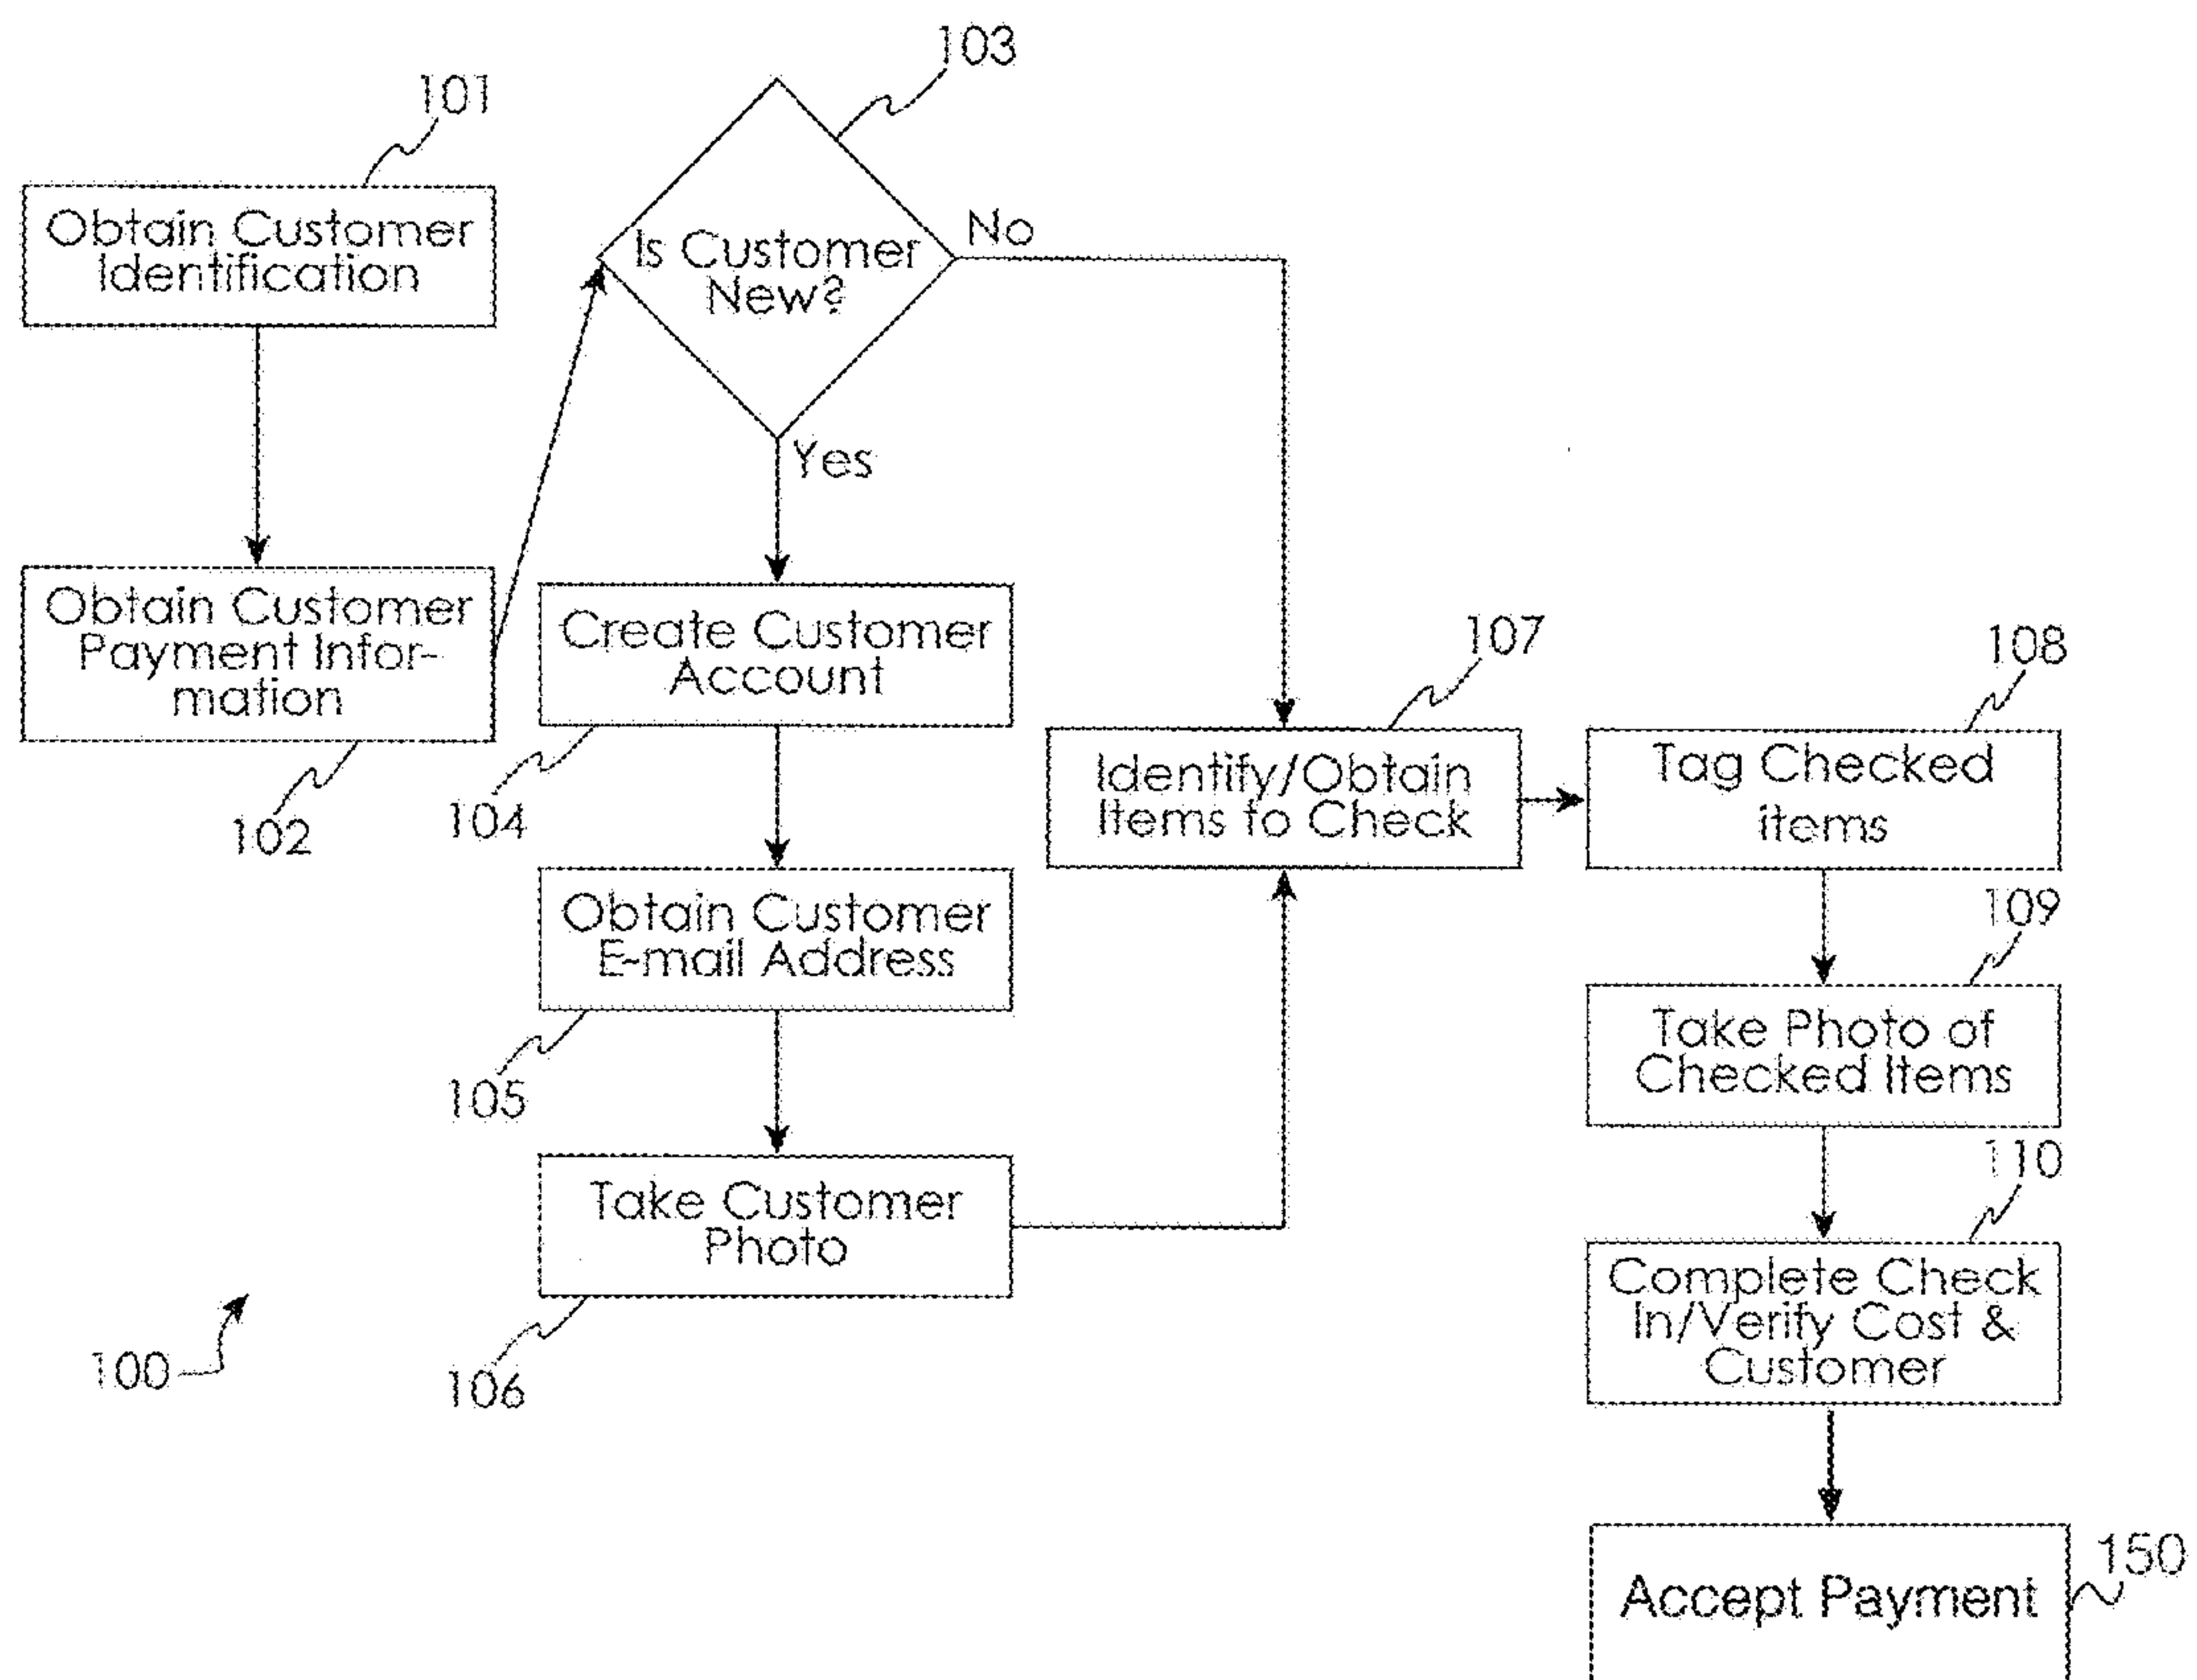 101
Obtain Customer
Identification
Obtain Customer
Payment Infor-
mation
102
103
Is Customer
New?
No
Yes
Create Customer
Account
104
Obtain Customer
E-mail Address
105
Take Customer
Photo
106
100
107
Identify/Obtain
Items to Check
108
Tag Checked
items
109
Take Photo of
Checked Items
110
Complete Check
In/Verify Cost &
Customer
Accept Payment
150